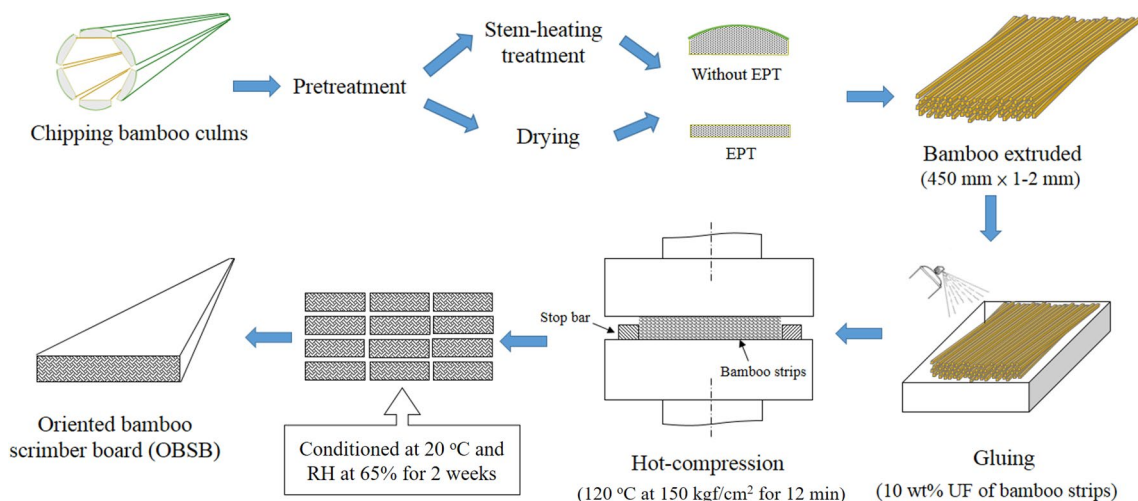 Chipping bamboo culms
Pretreatment
Stem-heating
treatment
Drying
Without EPT
EPT
Bamboo extruded
(450 mm × 1-2 mm)
Gluing
(10 wt% UF of bamboo strips)
Stop bar
Bamboo strips
Hot-compression
(120 °C at 150 kgf/cm² for 12 min)
Conditioned at 20 °C and
RH at 65% for 2 weeks
Oriented bamboo
scrimber board (OBSB)